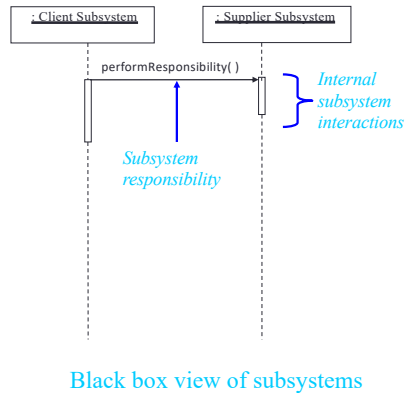 : Client Subsystem
: Supplier Subsystem
performResponsibility( )
Internal
subsystem
interactions
Subsystem
responsibility
Black box view of subsystems